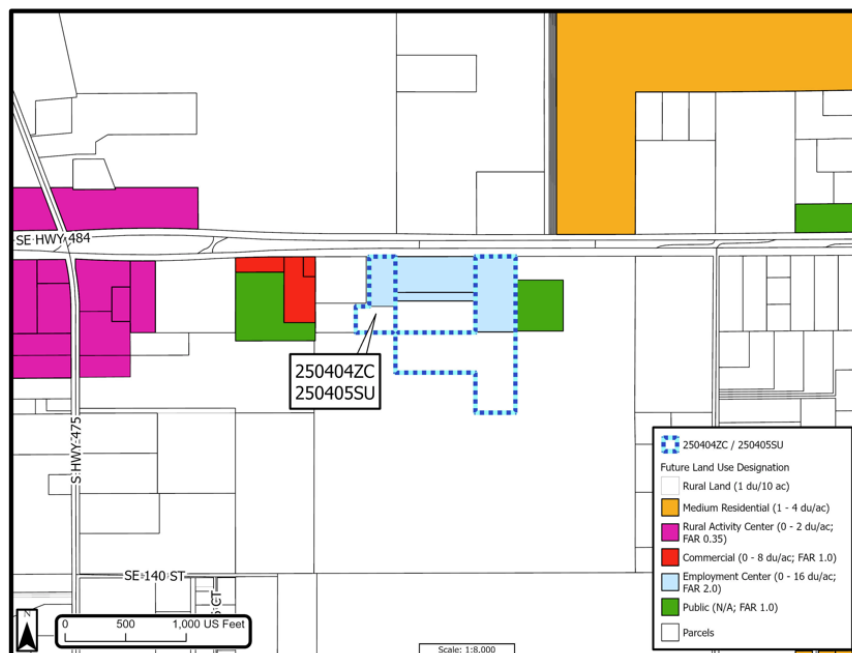 SE HWY 484
250404ZC
250405SU
S HWY 475
SE 140 ST
CT
N
0 500 1,000 US Feet
Scale: 1:8,000
250404ZC / 250405SU
Future Land Use Designation
Rural Land (1 du/10 ac)
Medium Residential (1 - 4 du/ac)
Rural Activity Center (0 - 2 du/ac;
FAR 0.35)
Commercial (0 - 8 du/ac; FAR 1.0)
Employment Center (0 - 16 du/ac;
FAR 2.0)
Public (N/A; FAR 1.0)
Parcels